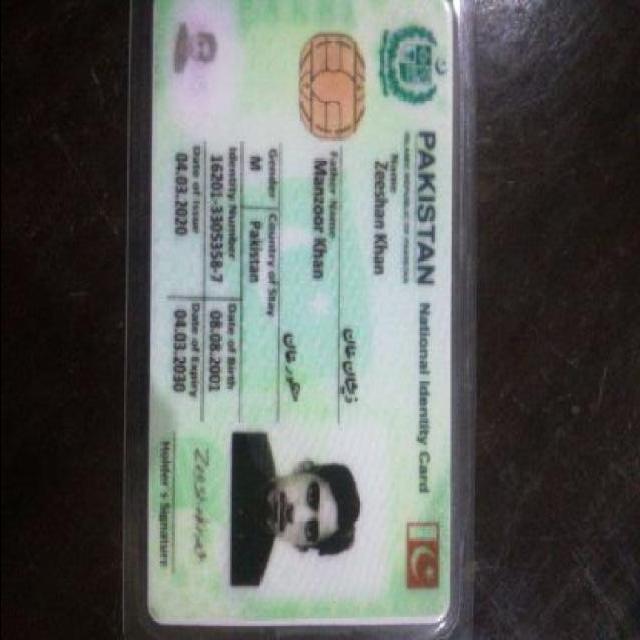 PAKISTAN National Identity Card
ISLAMIC REPUBLIC OF PAKISTAN
Name
Zeeshan Khan
ذیشان خان
Father Name
Manzoor Khan
منظور خان
Gender Country of Stay
M Pakistan
Identity Number Date of Birth
16201-3305358-7 08.08.2001
Date of Issue Date of Expiry
04.03.2020 04.03.2030
Holder's Signature